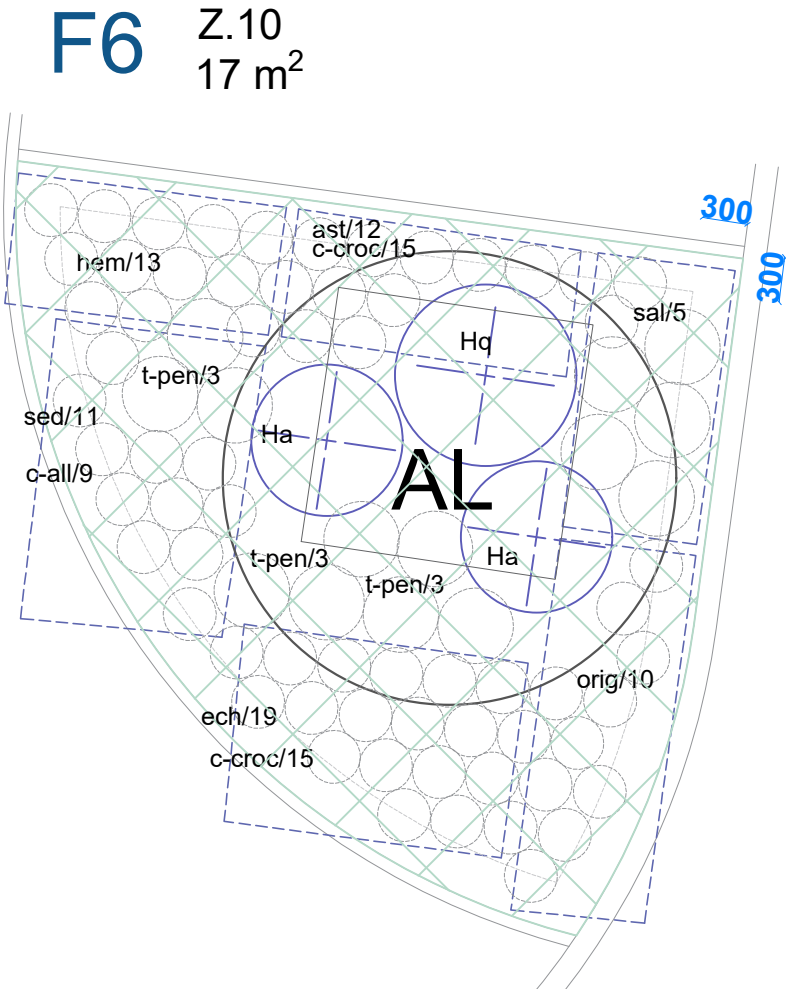 F6
Z.10
17 m²
300
300
ast/12
c-croc/15
hem/13
sal/5
Hq
t-pen/3
sed/11
Ha
c-all/9
AL
t-pen/3
Ha
t-pen/3
orig/10
ech/19
c-croc/15